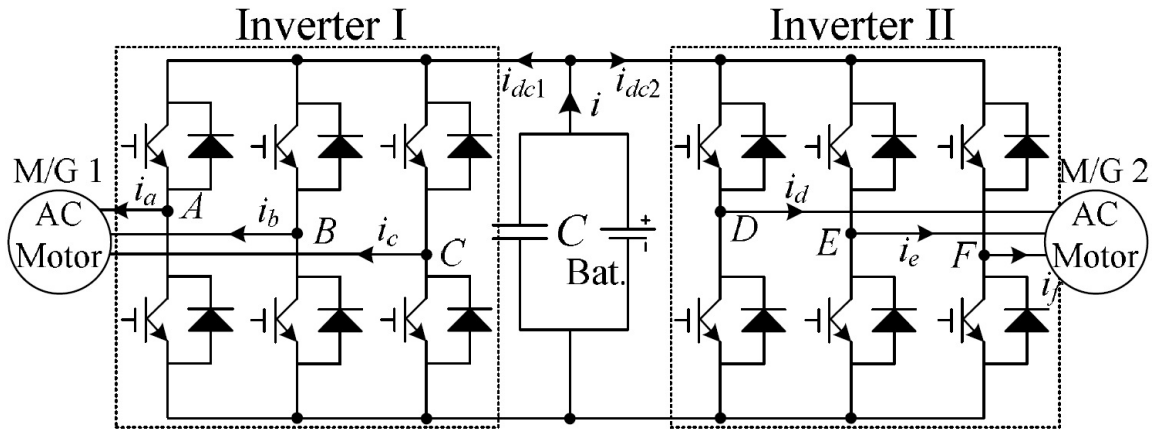 Inverter I
Inverter II
i_dc1
i_dc2
i
M/G 1
AC
Motor
i_a
A
i_b
B
i_c
C
C
Bat.
+
M/G 2
AC
Motor
i_d
D
E
i_e
F
i_f